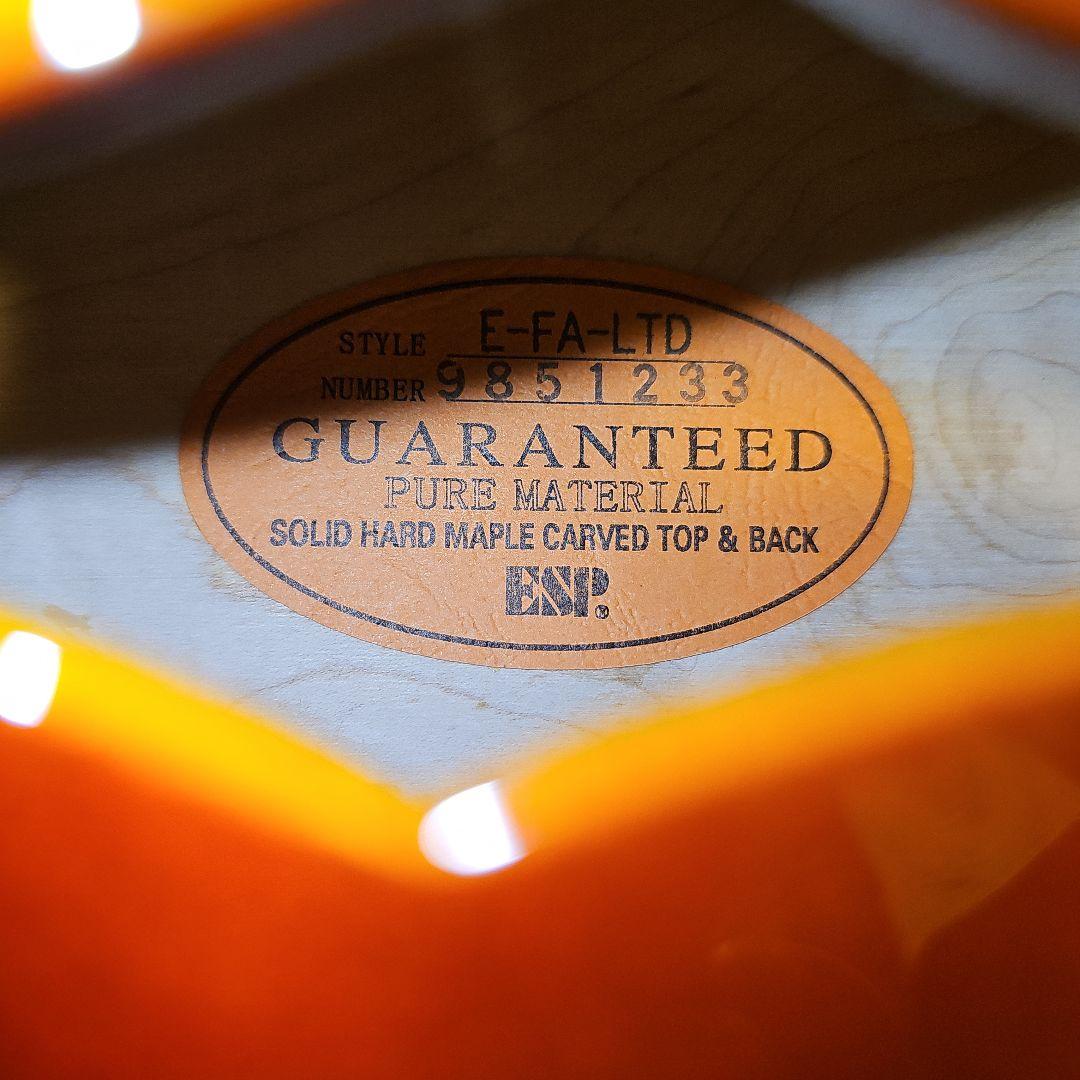 STYLE E-FA-LTD
NUMBER 9851233
GUARANTEED
PURE MATERIAL
SOLID HARD MAPLE CARVED TOP & BACK
ESP.®